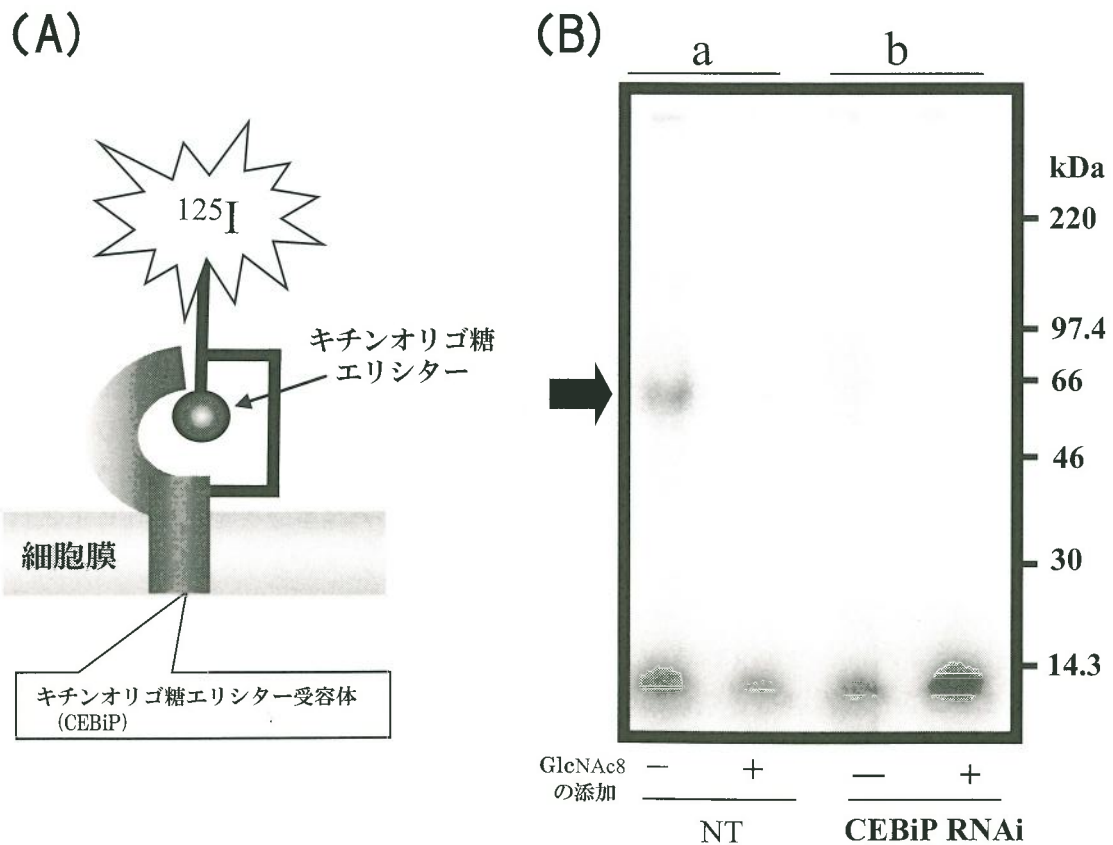 (A)
125I
キチンオリゴ糖
エリシター
細胞膜
キチンオリゴ糖エリシター受容体
(CEBiP)
(B)
a b
kDa
220
97.4
66
46
30
14.3
GlcNAc8 — + — +
の添加
NT CEBiP RNAi